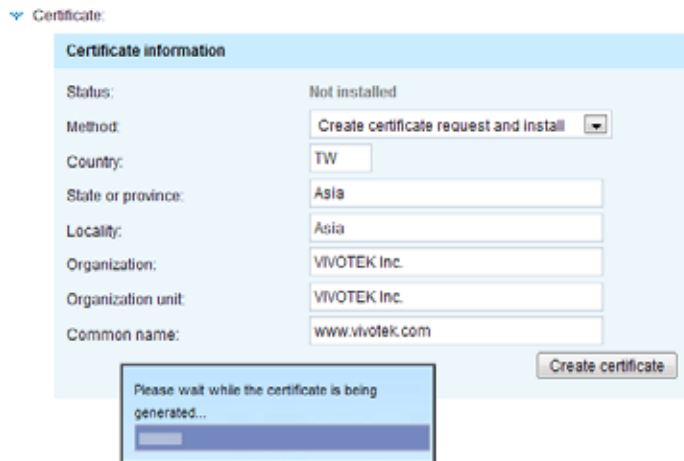 Certificate:
Certificate information
Status: Not installed
Method: Create certificate request and install
Country: TW
State or province: Asia
Locality: Asia
Organization: VIVOTEK Inc.
Organization unit: VIVOTEK Inc.
Common name: www.vivotek.com
Create certificate
Please wait while the certificate is being
generated...